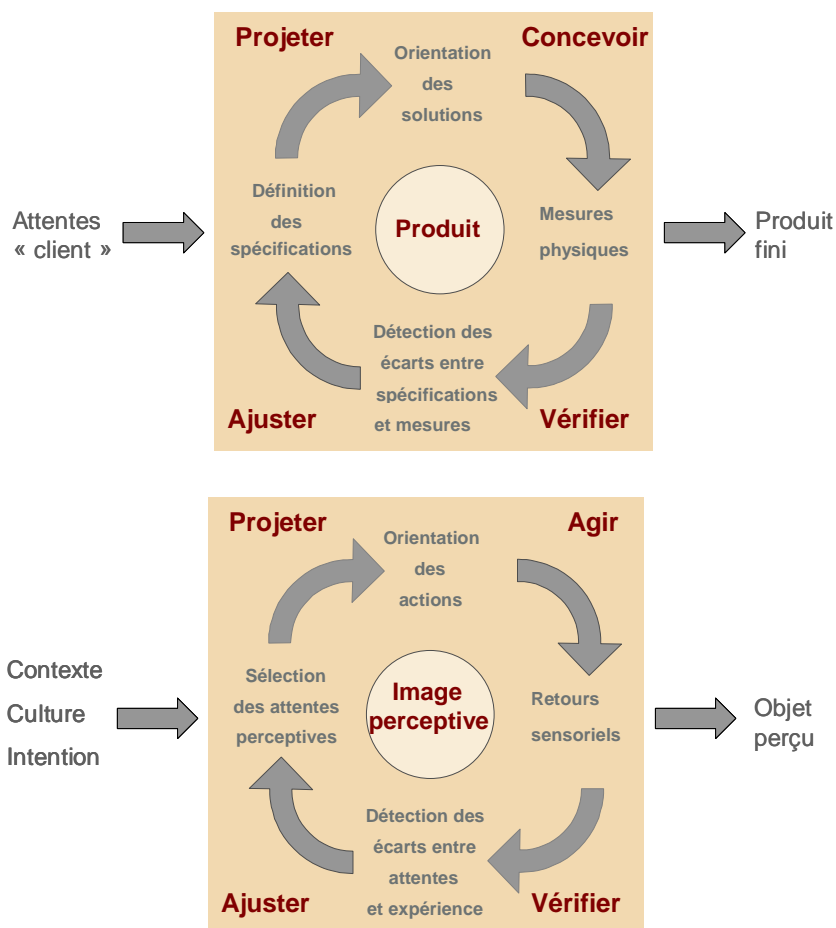 Projeter
Concevoir
Orientation
des
solutions
Attentes
« client »
Définition
des
spécifications
Produit
Mesures
physiques
Produit
fini
Détection des
écarts entre
spécifications
et mesures
Ajuster
Vérifier
Projeter
Agir
Orientation
des
actions
Contexte
Culture
Intention
Sélection
des attentes
perceptives
Image
perceptive
Retours
sensoriels
Objet
perçu
Détection des
écarts entre
attentes
et expérience
Ajuster
Vérifier